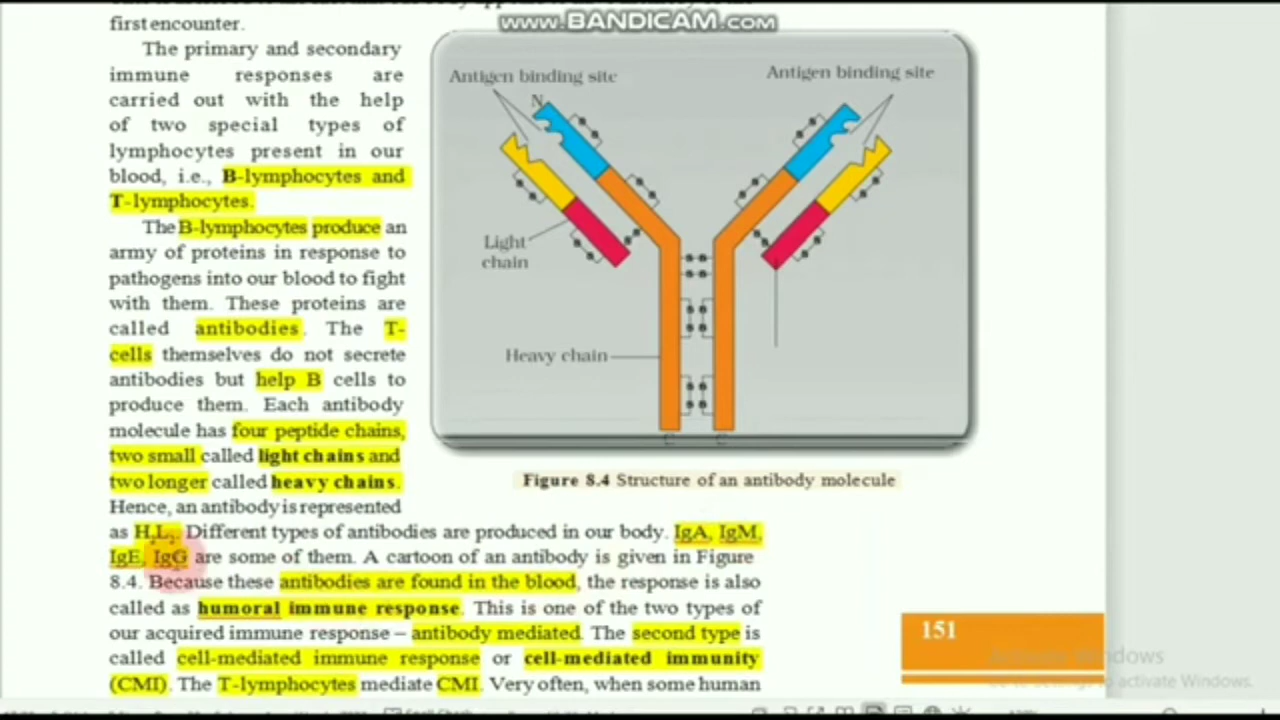 WWW.BANDICAM.COM
first encounter.
The primary and secondary
immune responses are
carried out with the help
of two special types of
lymphocytes present in our
blood, i.e., B-lymphocytes and
T-lymphocytes.
The B-lymphocytes produce an
army of proteins in response to
pathogens into our blood to fight
with them. These proteins are
called antibodies. The T-
cells themselves do not secrete
antibodies but help B cells to
produce them. Each antibody
molecule has four peptide chains,
two small called light chains and
two longer called heavy chains.
Hence, an antibody is represented
as H2L2. Different types of antibodies are produced in our body. IgA, IgM,
IgE, IgG are some of them. A cartoon of an antibody is given in Figure
8.4. Because these antibodies are found in the blood, the response is also
called as humoral immune response. This is one of the two types of
our acquired immune response – antibody mediated. The second type is
called cell-mediated immune response or cell-mediated immunity
(CMI). The T-lymphocytes mediate CMI. Very often, when some human
Antigen binding site
Antigen binding site
N
Light
chain
Heavy chain
C
C
Figure 8.4 Structure of an antibody molecule
151
Activate Windows
Go to Settings to activate Windows.